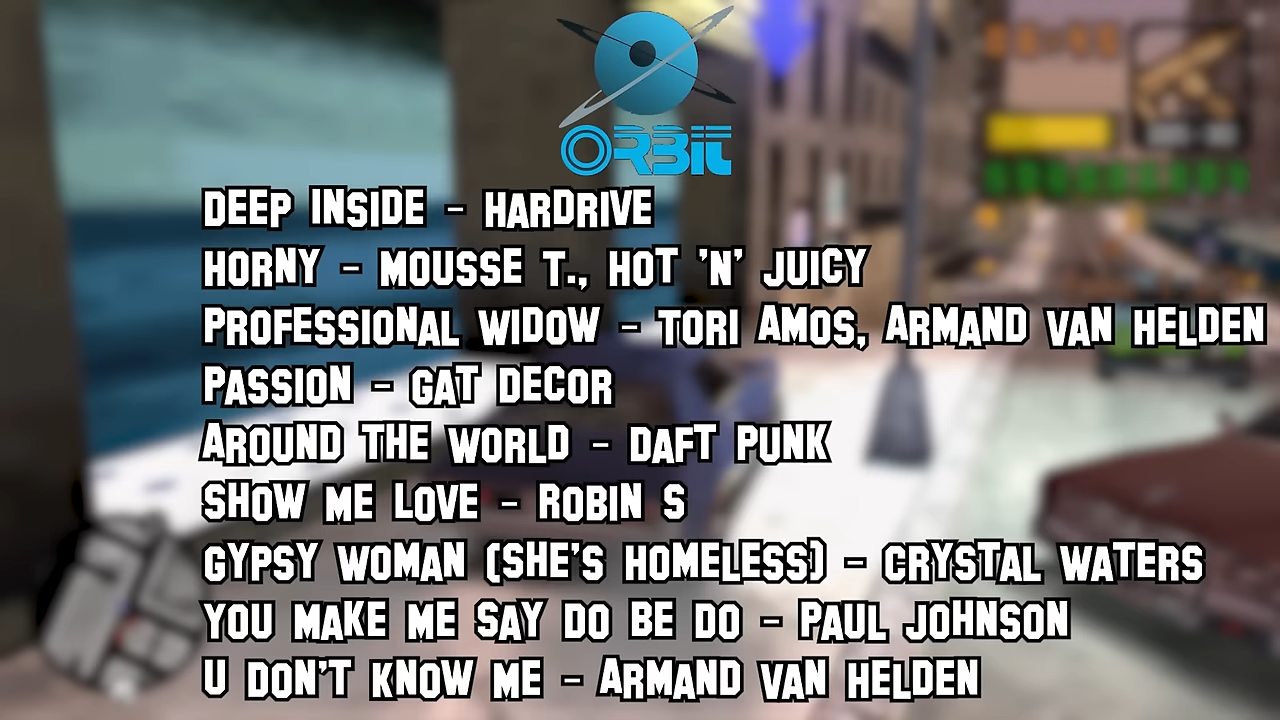 ORBIT
DEEP INSIDE - HARDRIVE
HORNY - MOUSSE T., HOT 'N' JUICY
PROFESSIONAL WIDOW - TORI AMOS, ARMAND VAN HELDEN
PASSION - GAT DECOR
AROUND THE WORLD - DAFT PUNK
SHOW ME LOVE - ROBIN S
GYPSY WOMAN (SHE'S HOMELESS) - CRYSTAL WATERS
YOU MAKE ME SAY DO BE DO - PAUL JOHNSON
U DON'T KNOW ME - ARMAND VAN HELDEN